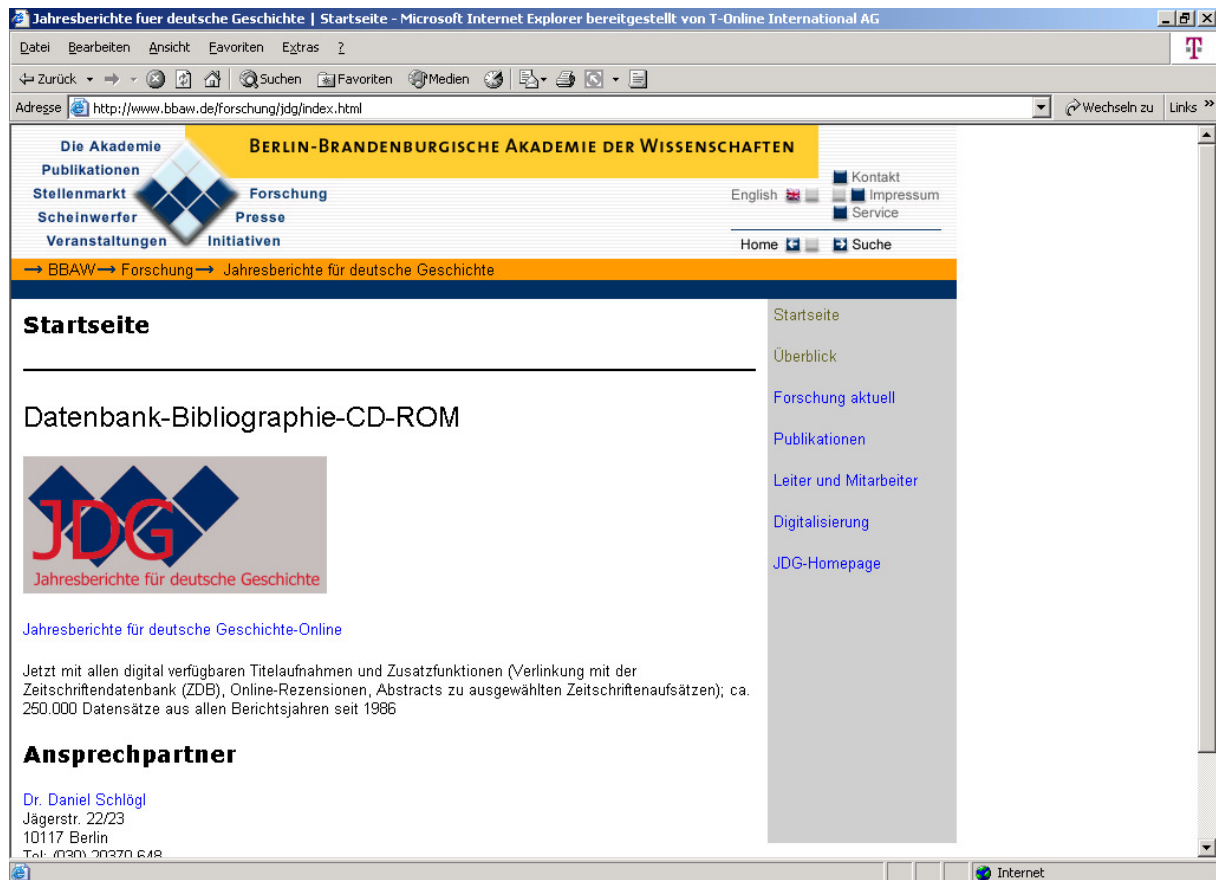 Jahresberichte fuer deutsche Geschichte | Startseite - Microsoft Internet Explorer bereitgestellt von T-Online International AG
Datei Bearbeiten Ansicht Favoriten Extras ?
Zurück Suchen Favoriten Medien
Adresse http://www.bbaw.de/forschung/jdg/index.html Wechseln zu Links »
BERLIN-BRANDENBURGISCHE AKADEMIE DER WISSENSCHAFTEN
Die Akademie
Publikationen
Stellenmarkt Forschung
Scheinwerfer Presse
Veranstaltungen Initiativen
Kontakt
English Impressum
Service
Home Suche
→ BBAW → Forschung → Jahresberichte für deutsche Geschichte
Startseite
Datenbank-Bibliographie-CD-ROM
JDG
Jahresberichte für deutsche Geschichte
Jahresberichte für deutsche Geschichte-Online
Jetzt mit allen digital verfügbaren Titelaufnahmen und Zusatzfunktionen (Verlinkung mit der
Zeitschriftendatenbank (ZDB), Online-Rezensionen, Abstracts zu ausgewählten Zeitschriftenaufsätzen); ca.
250.000 Datensätze aus allen Berichtsjahren seit 1986
Ansprechpartner
Dr. Daniel Schlögl
Jägerstr. 22/23
10117 Berlin
Tel: (030) 20370 648
Startseite
Überblick
Forschung aktuell
Publikationen
Leiter und Mitarbeiter
Digitalisierung
JDG-Homepage
Internet